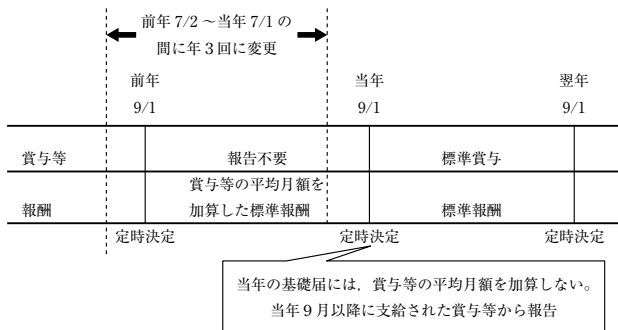 前年 7/2 ～当年 7/1 の
間に年３回に変更
前年
9/1
当年
9/1
翌年
9/1
賞与等
報告不要
標準賞与
報酬
賞与等の平均月額を
加算した標準報酬
標準報酬
定時決定
定時決定
定時決定
当年の基礎届には，賞与等の平均月額を加算しない。
当年９月以降に支給された賞与等から報告